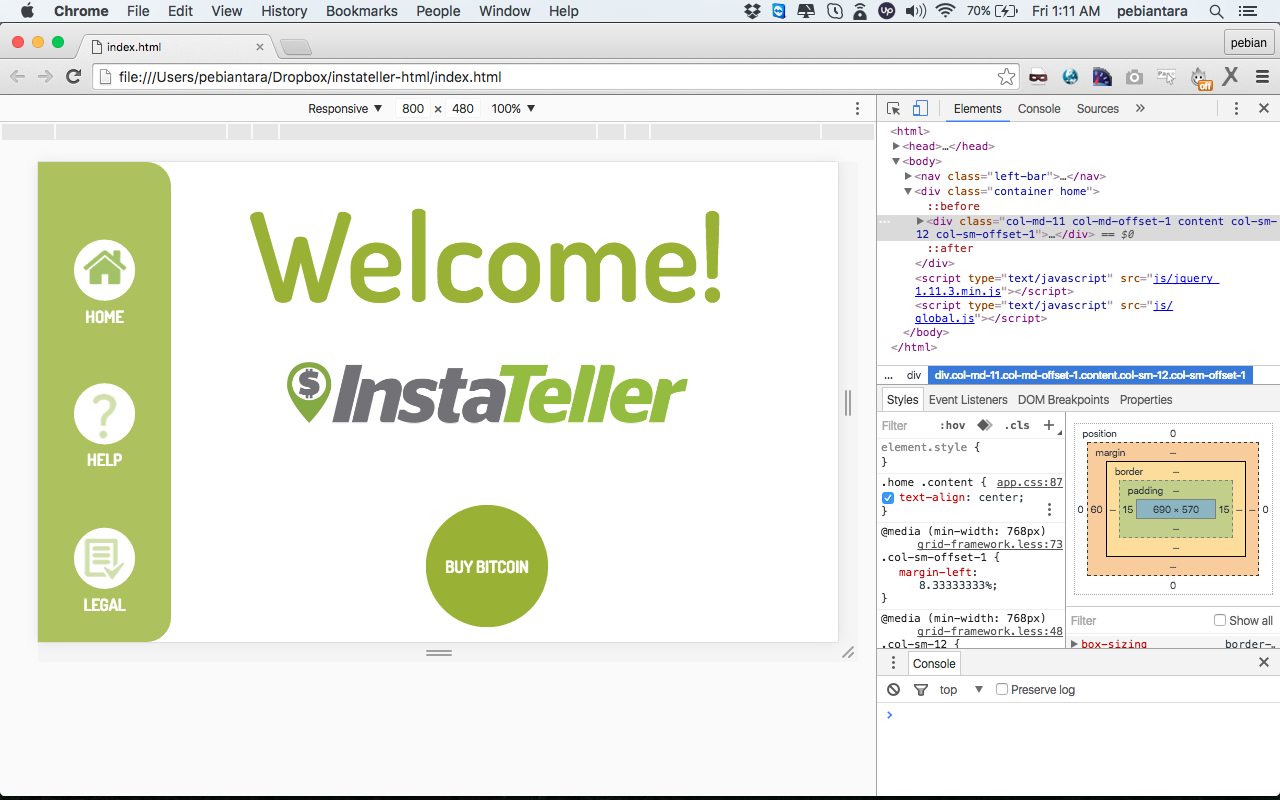 Chrome File Edit View History Bookmarks People Window Help 70% Fri 1:11 AM pebiantara
index.html
pebian
file:///Users/pebiantara/Dropbox/instateller-html/index.html
Responsive ▼ 800 × 480 100% ▼
Elements Console Sources »
<html>
▶<head>…</head>
▼<body>
▶<nav class="left-bar">…</nav>
▼<div class="container home">
::before
▶<div class="col-md-11 col-md-offset-1 content col-sm-
12 col-sm-offset-1">…</div> == $0
::after
</div>
<script type="text/javascript" src="js/jquery_
1.11.3.min.js"></script>
<script type="text/javascript" src="js/
global.js"></script>
</body>
</html>
... div div.col-md-11.col-md-offset-1.content.col-sm-12.col-sm-offset-1
Styles Event Listeners DOM Breakpoints Properties
Filter :hov .cls +
element.style {
}
.home .content { app.css:87
text-align: center;
}
@media (min-width: 768px)
grid-framework.less:73
.col-sm-offset-1 {
margin-left:
8.33333333%;
}
@media (min-width: 768px)
grid-framework.less:48
.col-sm-12 {
position 0
margin –
border –
padding –
0 60 – 15 690 × 570 15 – – 0
–
–
–
0
Filter Show all
▶ box-sizing border-…
Console
top ▼ Preserve log
>
HOME
HELP
LEGAL
Welcome!
$ InstaTeller
BUY BITCOIN